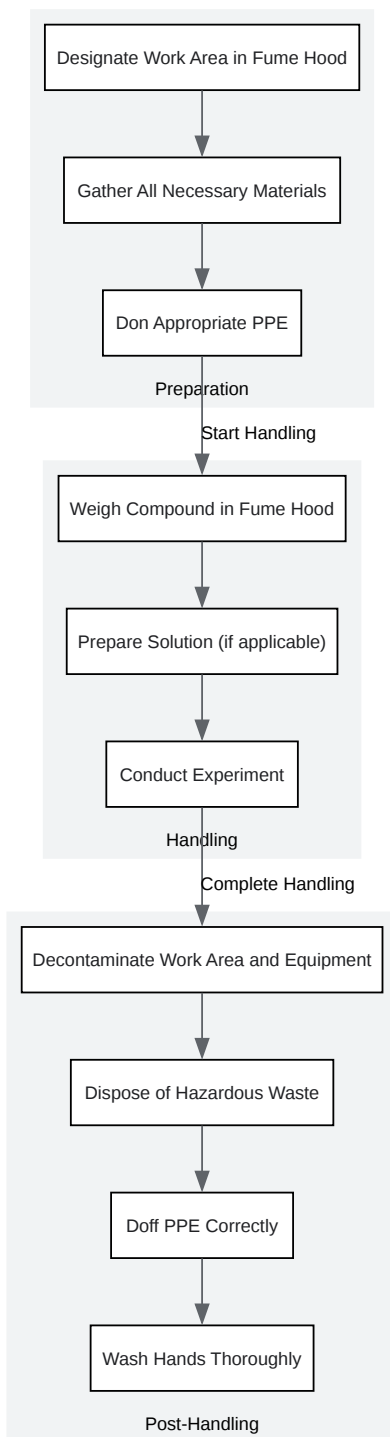 Designate Work Area in Fume Hood
Gather All Necessary Materials
Don Appropriate PPE
Preparation
Start Handling
Weigh Compound in Fume Hood
Prepare Solution (if applicable)
Conduct Experiment
Handling
Complete Handling
Decontaminate Work Area and Equipment
Dispose of Hazardous Waste
Doff PPE Correctly
Wash Hands Thoroughly
Post-Handling